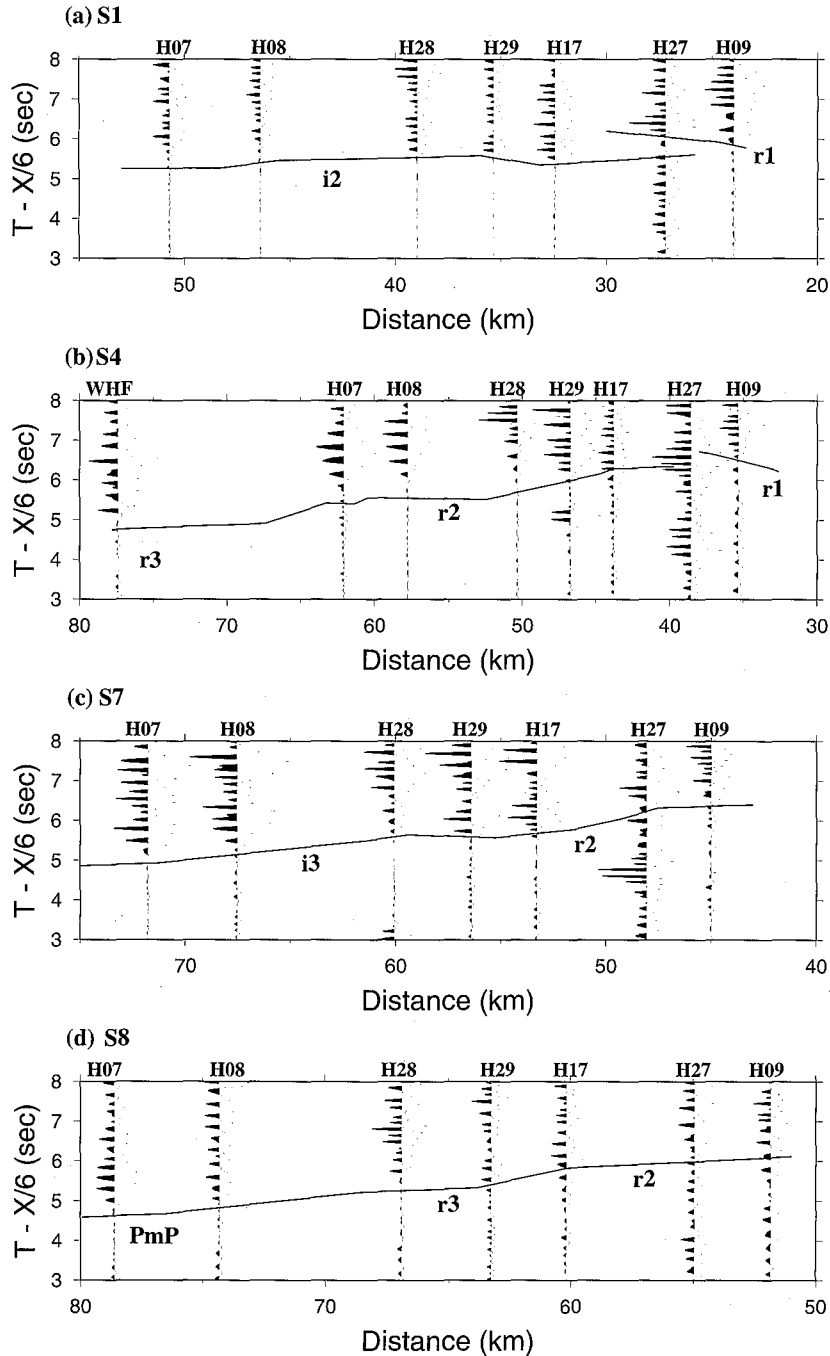 (a) S1
H07 H08 H28 H29 H17 H27 H09
8
7
6
5
4
3
T - X/6 (sec)
i2
r1
50 40 30 20
Distance (km)
(b) S4
WHF H07 H08 H28 H29 H17 H27 H09
8
7
6
5
4
3
T - X/6 (sec)
r3
r2
r1
80 70 60 50 40 30
Distance (km)
(c) S7
H07 H08 H28 H29 H17 H27 H09
8
7
6
5
4
3
T - X/6 (sec)
i3
r2
70 60 50 40
Distance (km)
(d) S8
H07 H08 H28 H29 H17 H27 H09
8
7
6
5
4
3
T - X/6 (sec)
PmP
r3
r2
80 70 60 50
Distance (km)